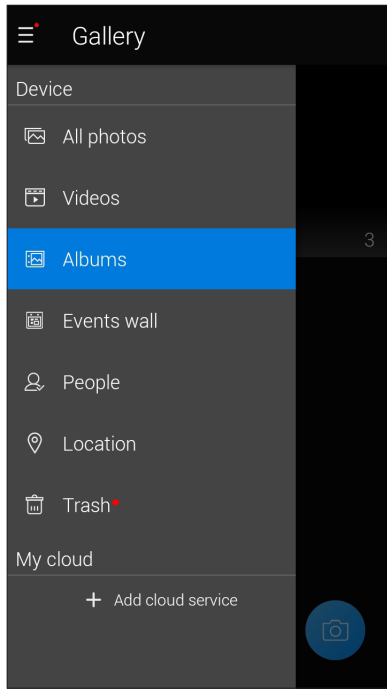 Gallery
Device
All photos
Videos
Albums
3
Events wall
People
Location
Trash
My cloud
+ Add cloud service